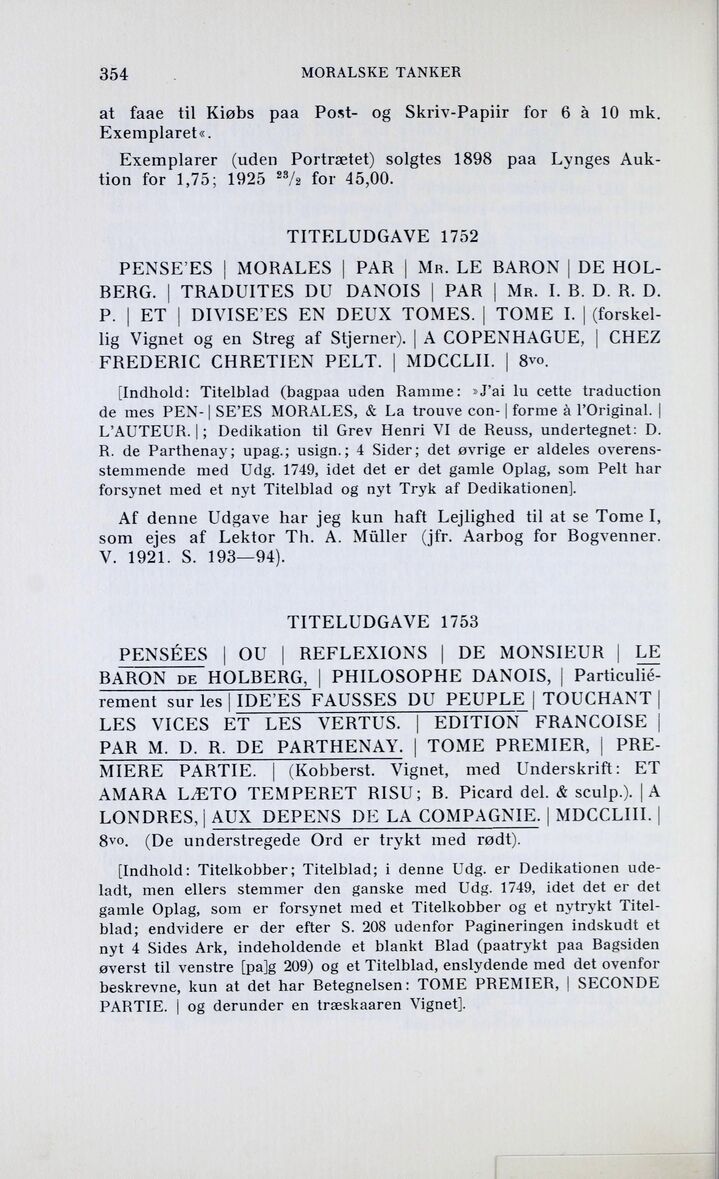 354 MORALSKE TANKER
at faae til Kiøbs paa Post- og Skriv-Papiir for 6 à 10 mk.
Exemplaret«.
Exemplarer (uden Portrætet) solgtes 1898 paa Lynges Auk-
tion for 1,75; 1925 23/2 for 45,00.
TITELUDGAVE 1752
PENSE'ES | MORALES | PAR | MR. LE BARON | DE HOL-
BERG. | TRADUITES DU DANOIS | PAR | MR. I. B. D. R. D.
P. | ET | DIVISE'ES EN DEUX TOMES. | TOME I. | (forskel-
lig Vignet og en Streg af Stjerner). | A COPENHAGUE, | CHEZ
FREDERIC CHRETIEN PELT. | MDCCLII. | 8vo.
[Indhold: Titelblad (bagpaa uden Ramme: »J'ai lu cette traduction
de mes PEN- | SE'ES MORALES, & La trouve con- | forme à l'Original. |
L'AUTEUR. | ; Dedikation til Grev Henri VI de Reuss, undertegnet: D.
R. de Parthenay; upag.; usign.; 4 Sider; det øvrige er aldeles overens-
stemmende med Udg. 1749, idet det er det gamle Oplag, som Pelt har
forsynet med et nyt Titelblad og nyt Tryk af Dedikationen].
Af denne Udgave har jeg kun haft Lejlighed til at se Tome I,
som ejes af Lektor Th. A. Müller (jfr. Aarbog for Bogvenner.
V. 1921. S. 193—94).
TITELUDGAVE 1753
PENSÉES | OU | REFLEXIONS | DE MONSIEUR | LE
BARON DE HOLBERG, | PHILOSOPHE DANOIS, | Particulié-
rement sur les | IDE'ES FAUSSES DU PEUPLE | TOUCHANT |
LES VICES ET LES VERTUS. | EDITION FRANCOISE |
PAR M. D. R. DE PARTHENAY. | TOME PREMIER, | PRE-
MIERE PARTIE. | (Kobberst. Vignet, med Underskrift: ET
AMARA LÆTO TEMPERET RISU; B. Picard del. & sculp.). | A
LONDRES, | AUX DEPENS DE LA COMPAGNIE. | MDCCLIII. |
8vo. (De understregede Ord er trykt med rødt).
[Indhold: Titelkobber; Titelblad; i denne Udg. er Dedikationen ude-
ladt, men ellers stemmer den ganske med Udg. 1749, idet det er det
gamle Oplag, som er forsynet med et Titelkobber og et nytrykt Titel-
blad; endvidere er der efter S. 208 udenfor Pagineringen indskudt et
nyt 4 Sides Ark, indeholdende et blankt Blad (paatrykt paa Bagsiden
øverst til venstre [pa]g 209) og et Titelblad, enslydende med det ovenfor
beskrevne, kun at det har Betegnelsen: TOME PREMIER, | SECONDE
PARTIE. | og derunder en træskaaren Vignet].